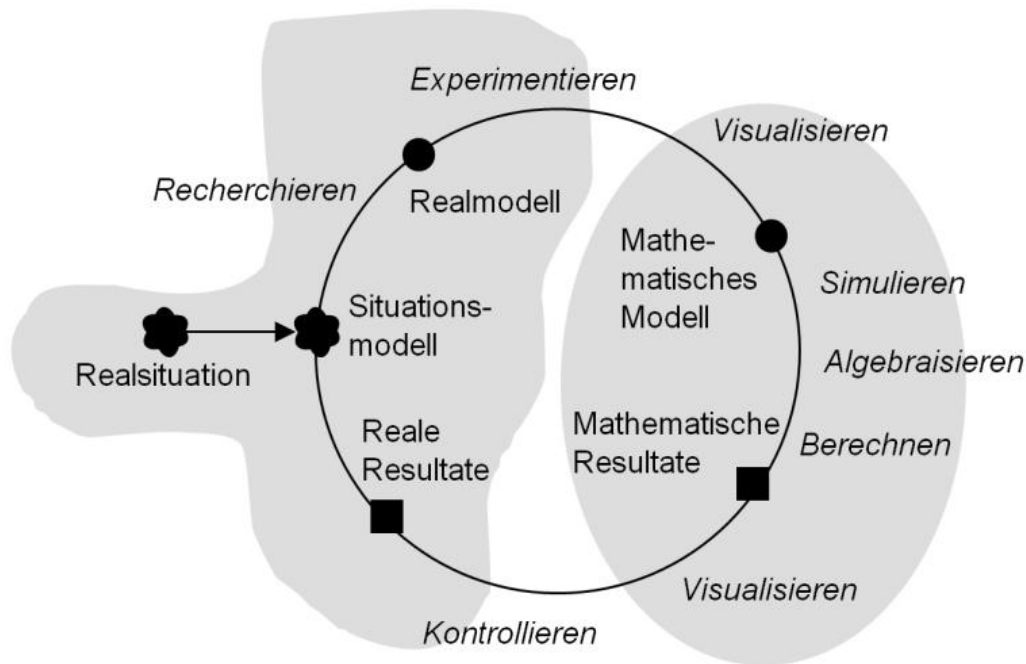 Experimentieren
Visualisieren
Recherchieren
Realmodell
Mathe-
matisches
Modell
Simulieren
Situations-
modell
Realsituation
Algebraisieren
Reale
Resultate
Mathematische
Resultate
Berechnen
Visualisieren
Kontrollieren